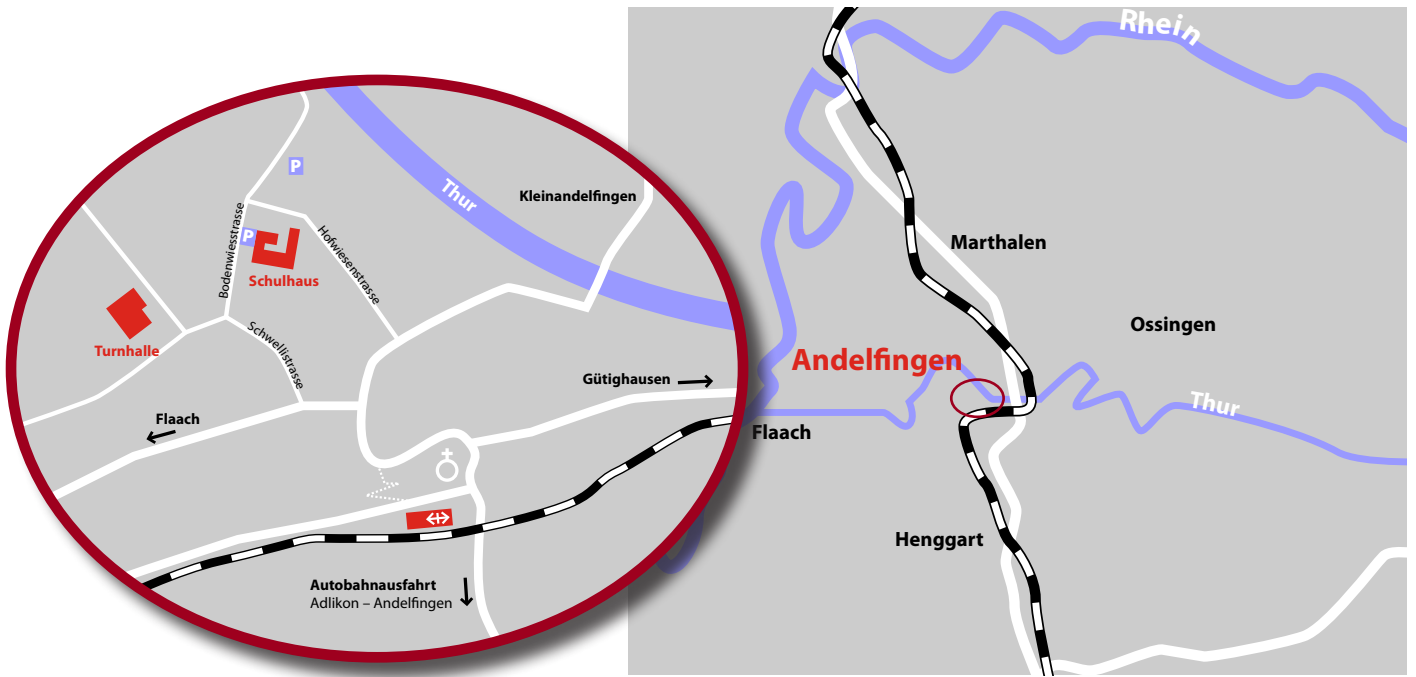 Rhein
P
Thur
Kleinandelfingen
Bodenwiesstrasse
P
Hofwiesenstrasse
Marthalen
Schulhaus
Ossingen
Turnhalle
Schwellistrasse
Andelfingen
Gütighausen
Thur
Flaach
Flaach
Henggart
Autobahnausfahrt
Adlikon – Andelfingen